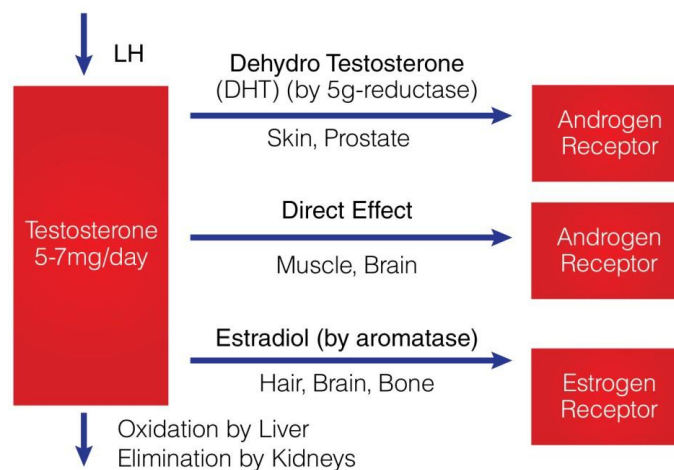 LH
Testosterone
5-7mg/day
Dehydro Testosterone
(DHT) (by 5g-reductase)
Skin, Prostate
Androgen
Receptor
Direct Effect
Muscle, Brain
Androgen
Receptor
Estradiol (by aromatase)
Hair, Brain, Bone
Estrogen
Receptor
Oxidation by Liver
Elimination by Kidneys